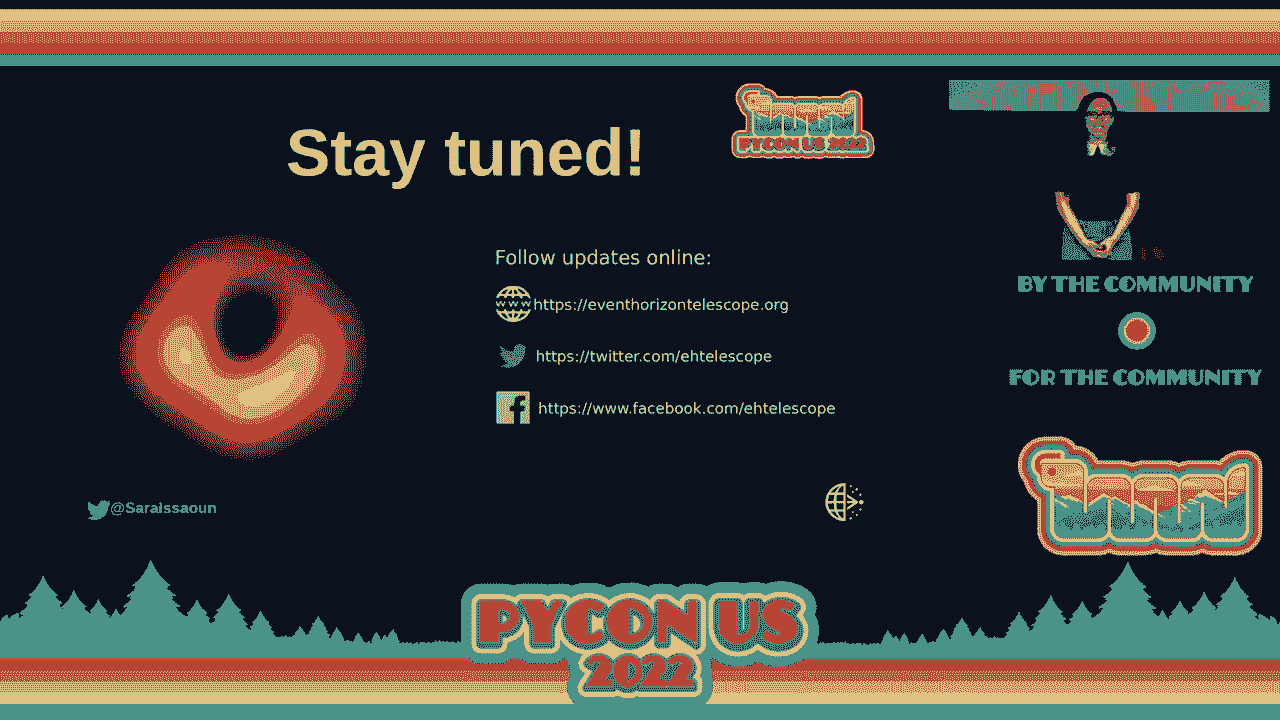 Stay tuned!
PYCON US 2022
Follow updates online:
https://eventhorizontelescope.org
https://twitter.com/ehtelescope
https://www.facebook.com/ehtelescope
@Saraissaoun
BY THE COMMUNITY
FOR THE COMMUNITY
PYCON US
2022